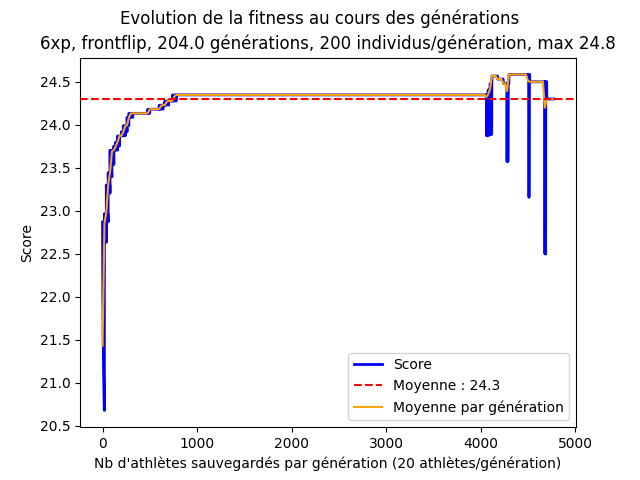 Evolution de la fitness au cours des générations
6xp, frontflip, 204.0 générations, 200 individus/génération, max 24.8
24.5
24.0
23.5
23.0
22.5
22.0
21.5
21.0
20.5
Score
Score
Moyenne : 24.3
Moyenne par génération
0
1000
2000
3000
4000
5000
Nb d'athlètes sauvegardés par génération (20 athlètes/génération)